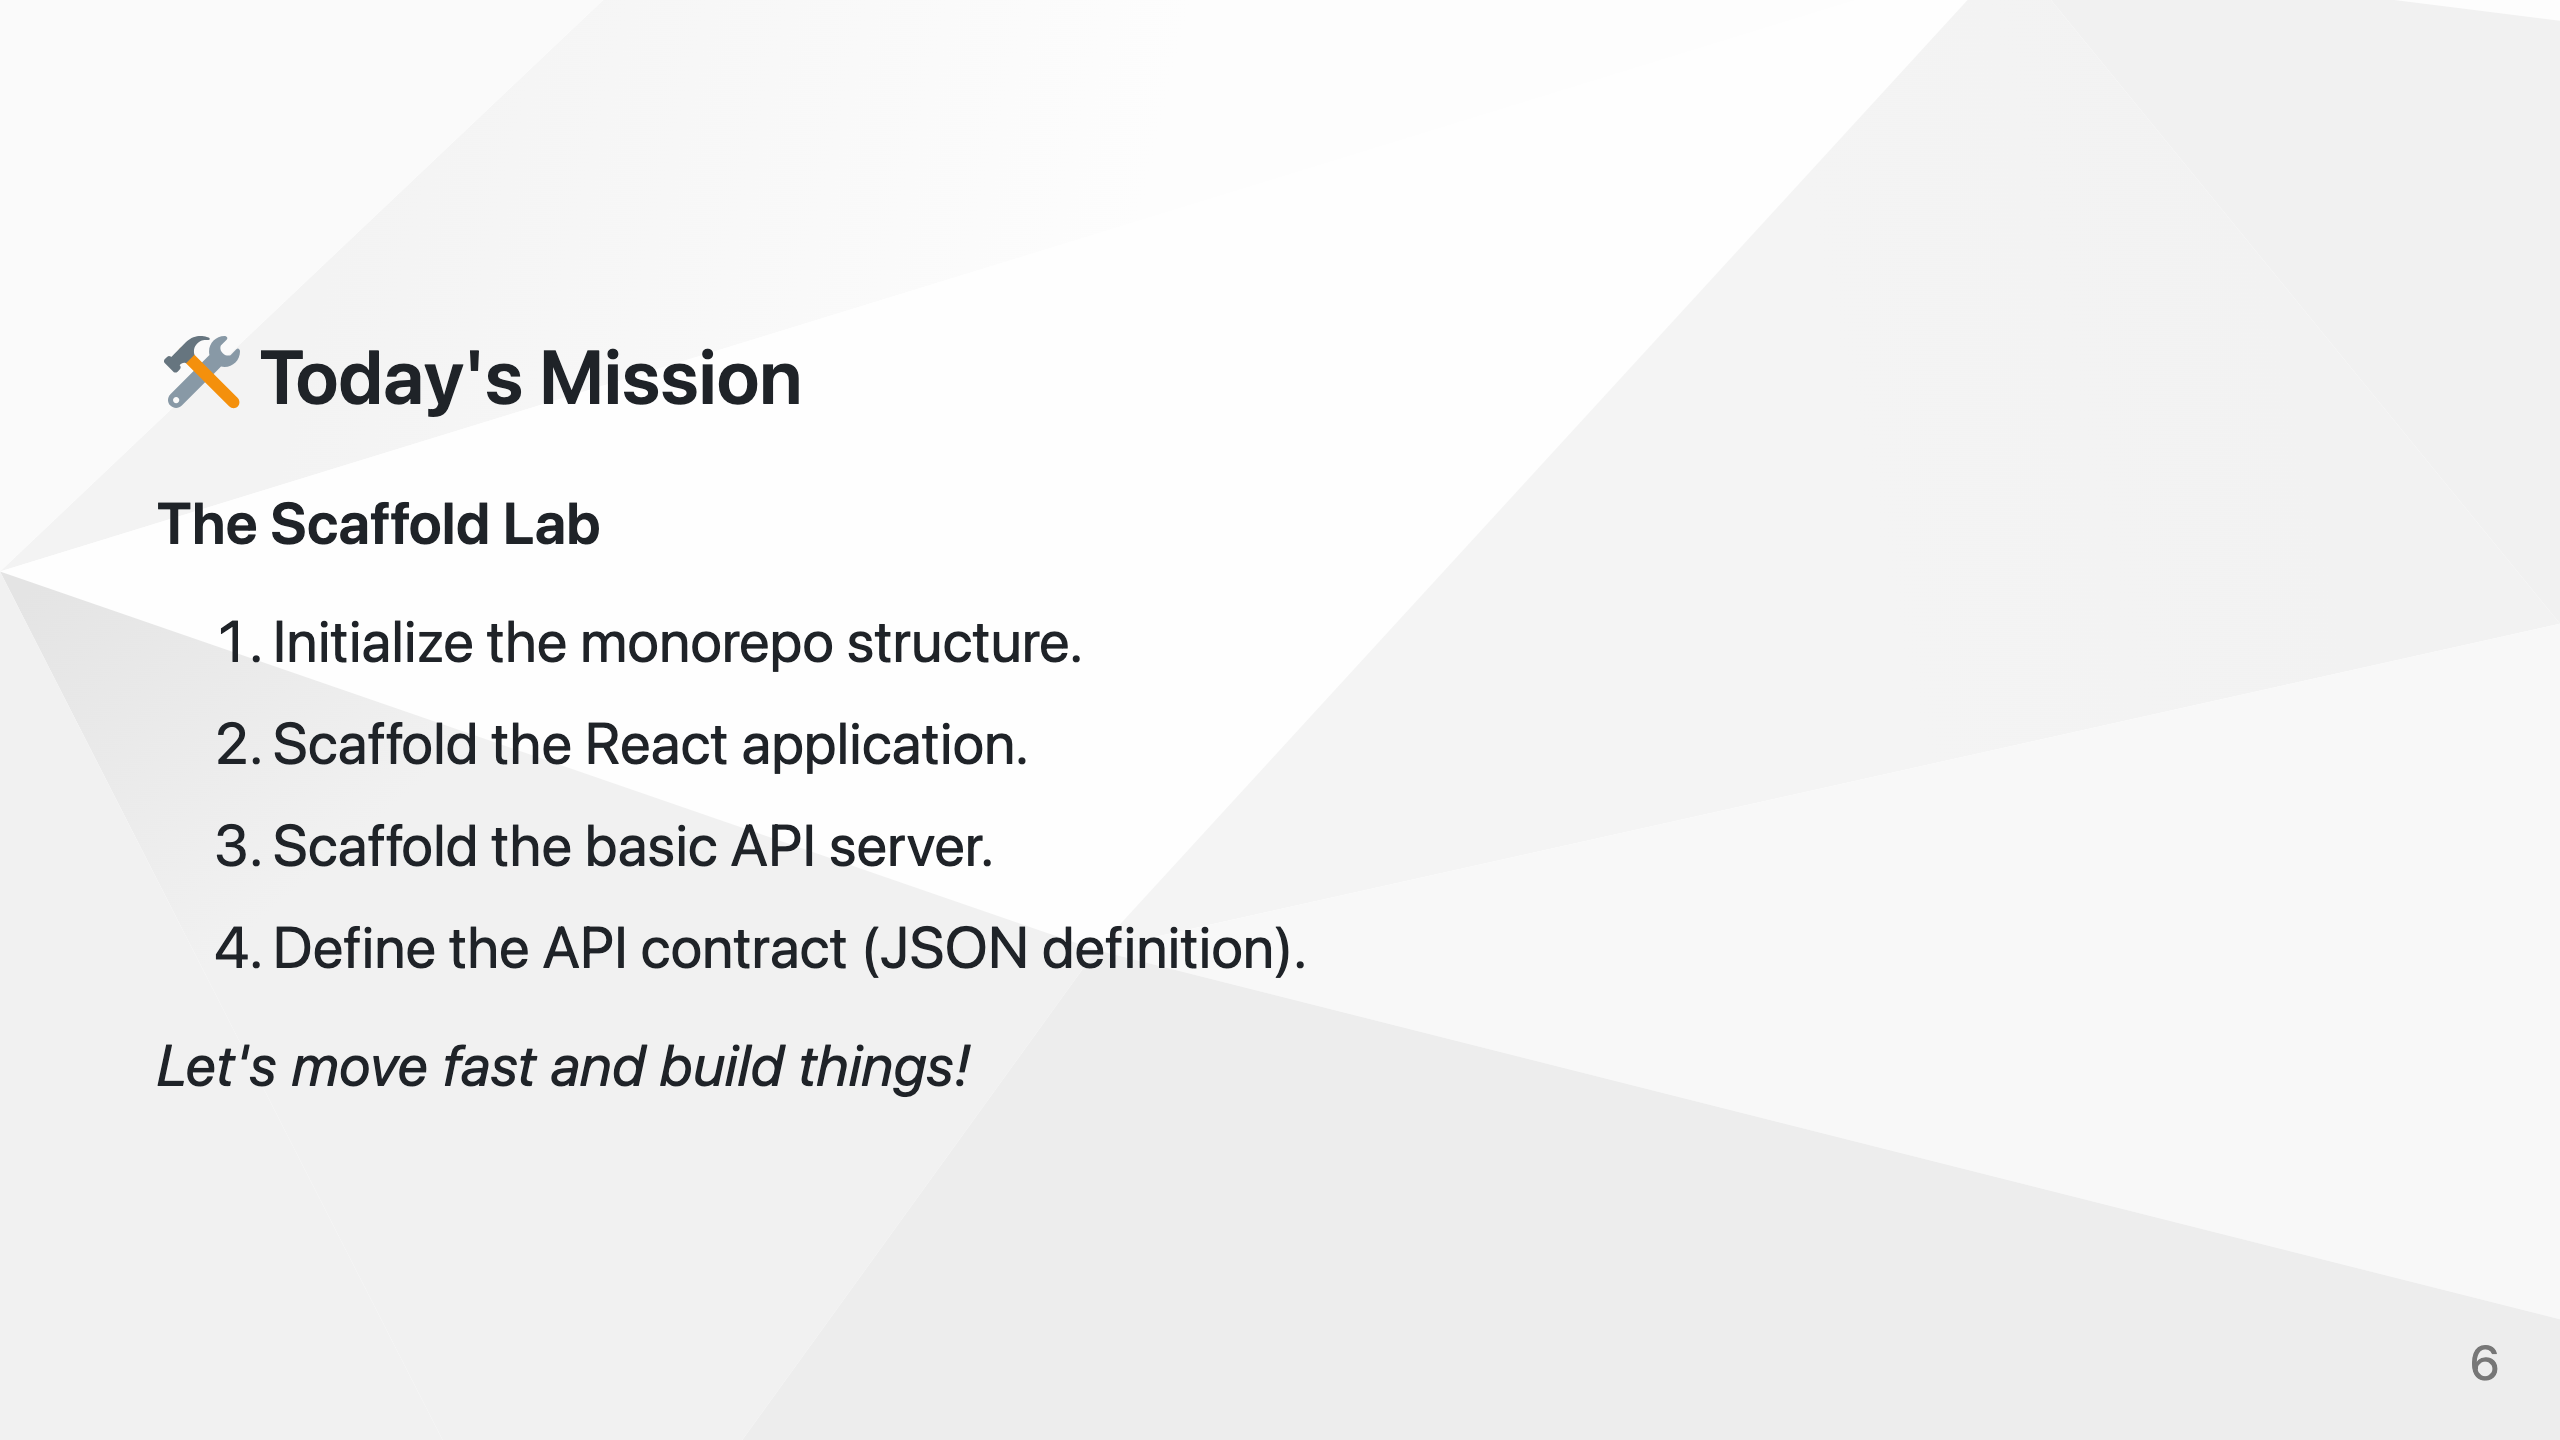 🛠️ Today's Mission
The Scaffold Lab
1. Initialize the monorepo structure.
2. Scaffold the React application.
3. Scaffold the basic API server.
4. Define the API contract (JSON definition).
Let's move fast and build things!
6